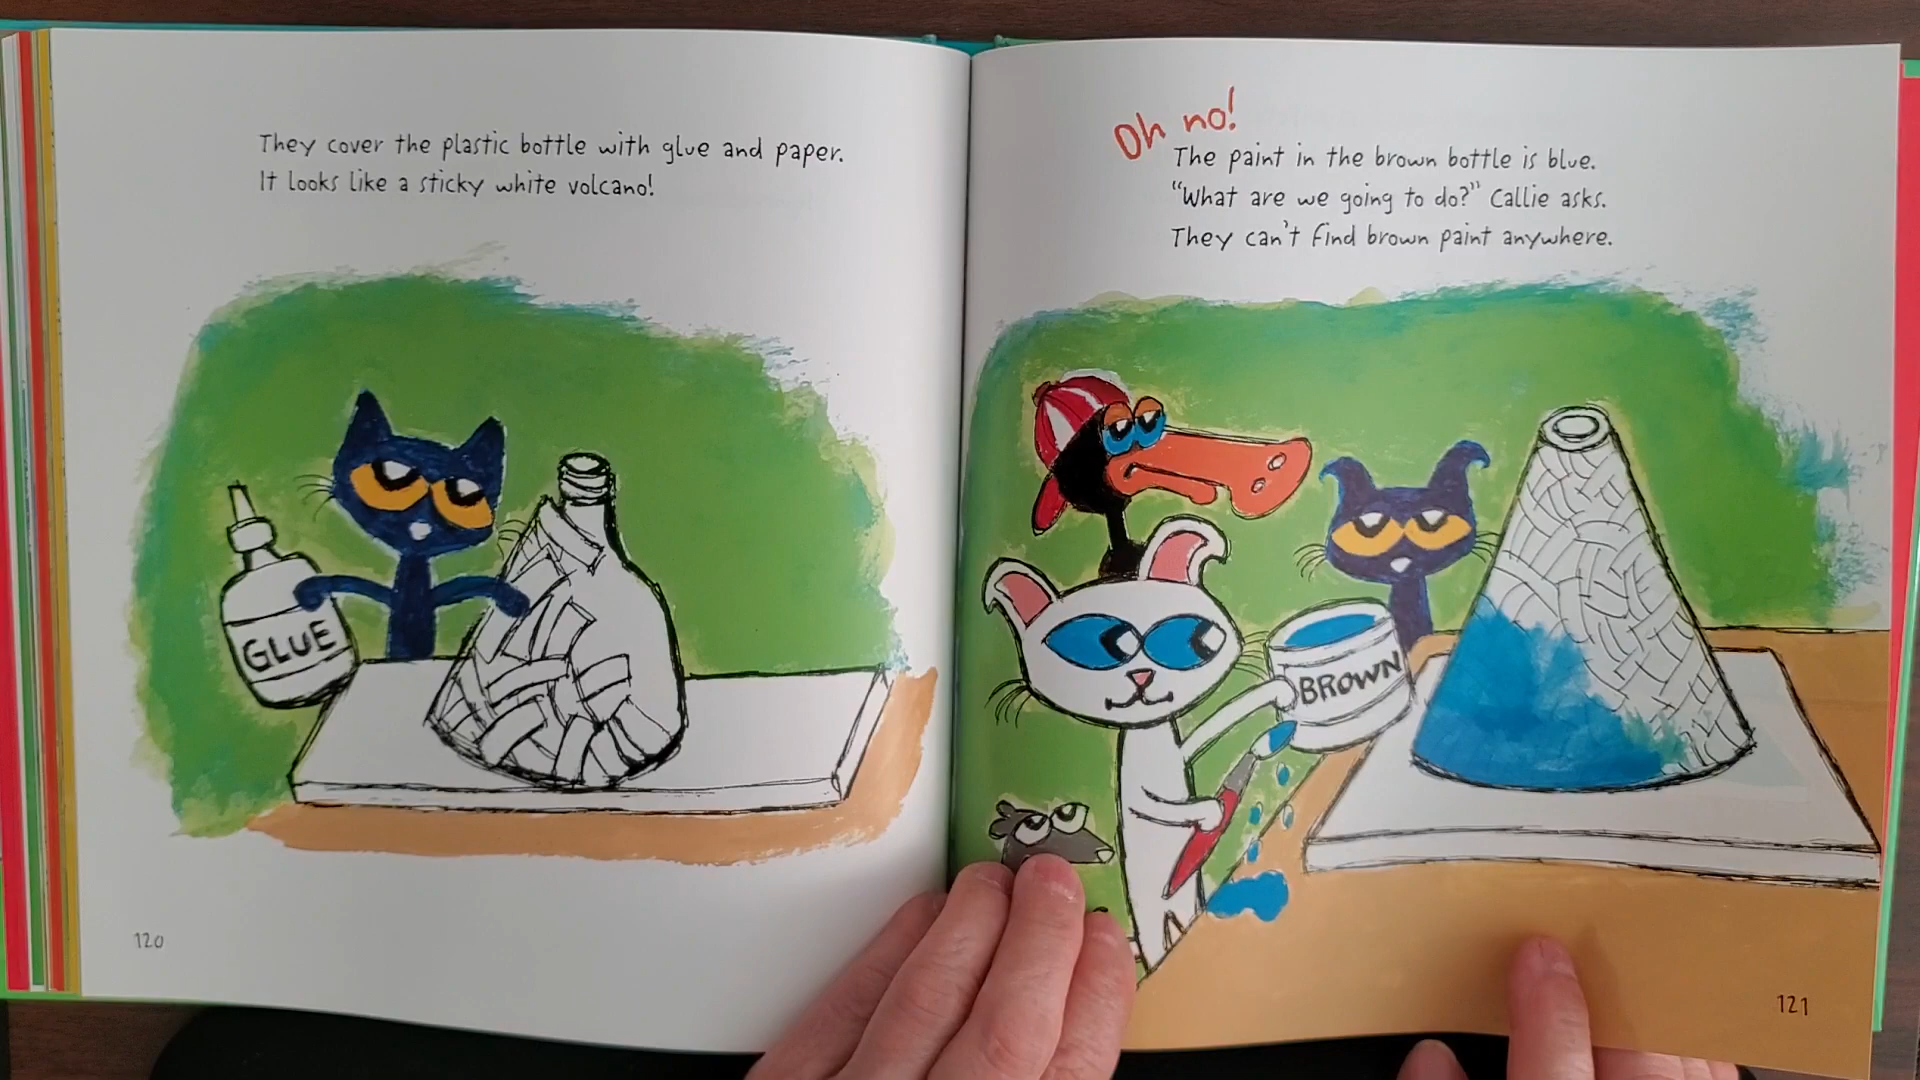 They cover the plastic bottle with glue and paper.
It looks like a sticky white volcano!
GLUE
120
Oh no!
The paint in the brown bottle is blue.
“What are we going to do?” Callie asks.
They can't find brown paint anywhere.
BROWN
121